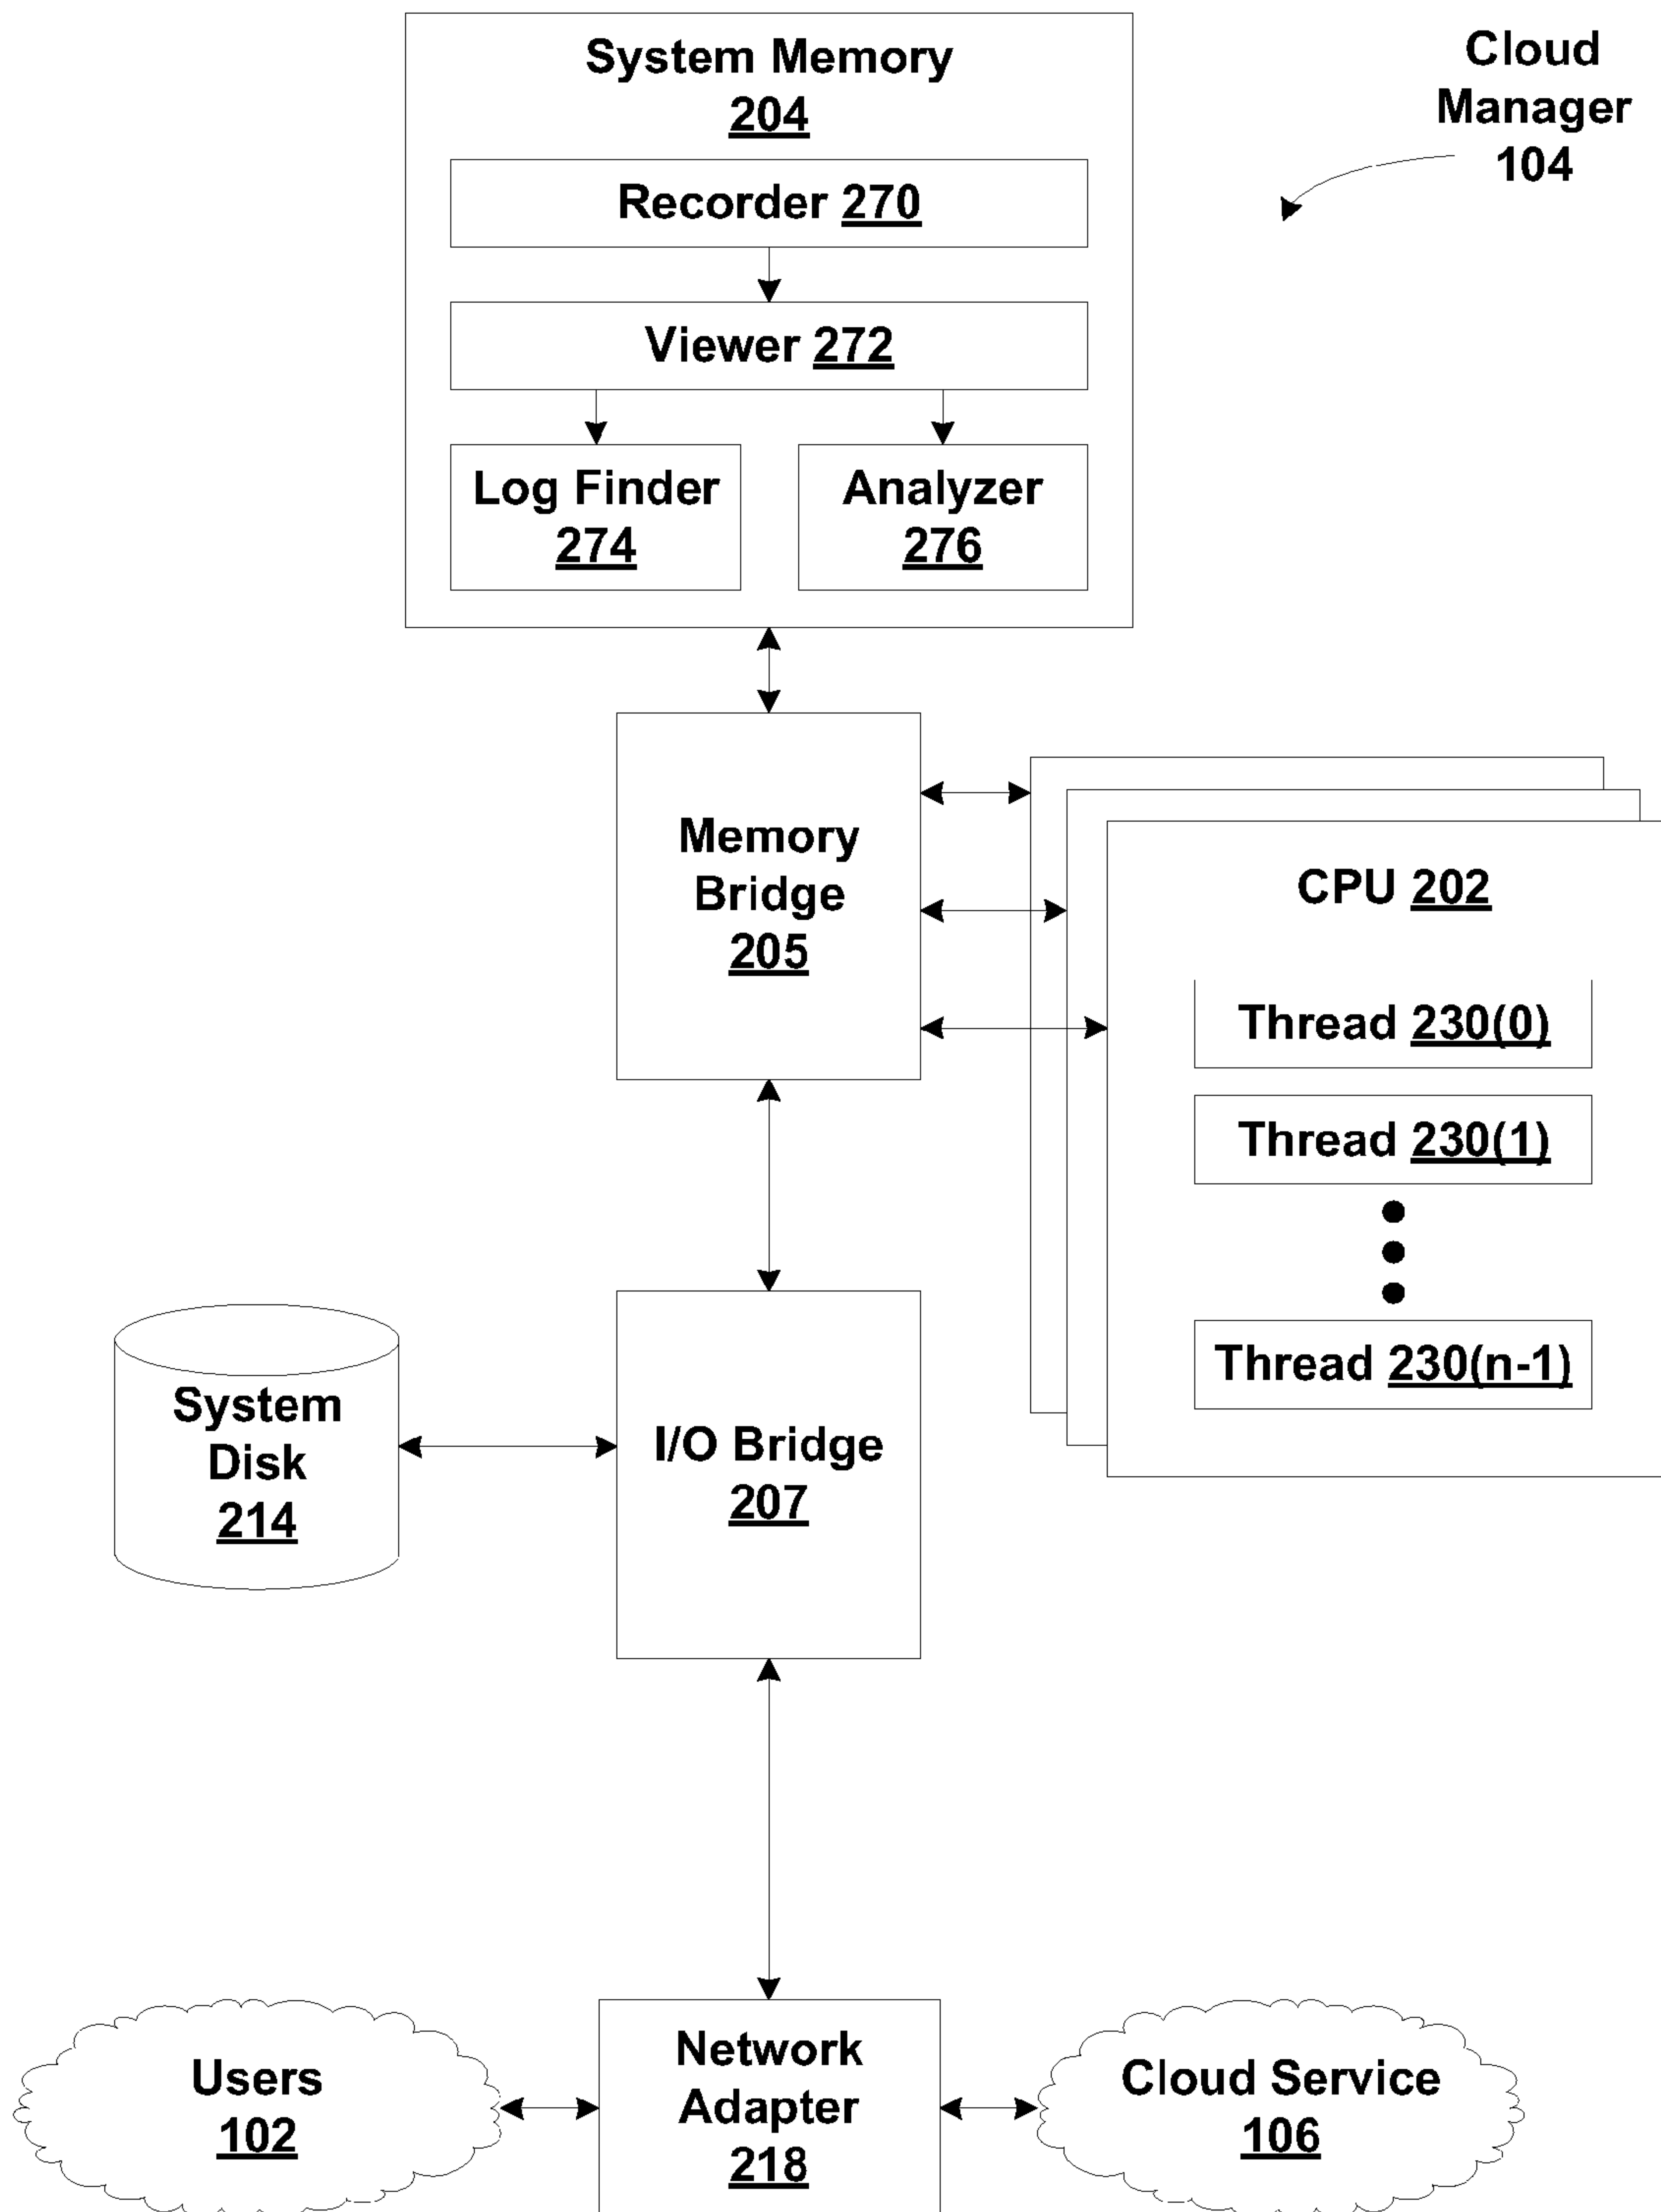 System Memory
204
Cloud
Manager
104
Recorder 270
Viewer 272
Log Finder
274
Analyzer
276
Memory
Bridge
205
CPU 202
Thread 230(0)
Thread 230(1)
Thread 230(n-1)
System
Disk
214
I/O Bridge
207
Users
102
Network
Adapter
218
Cloud Service
106